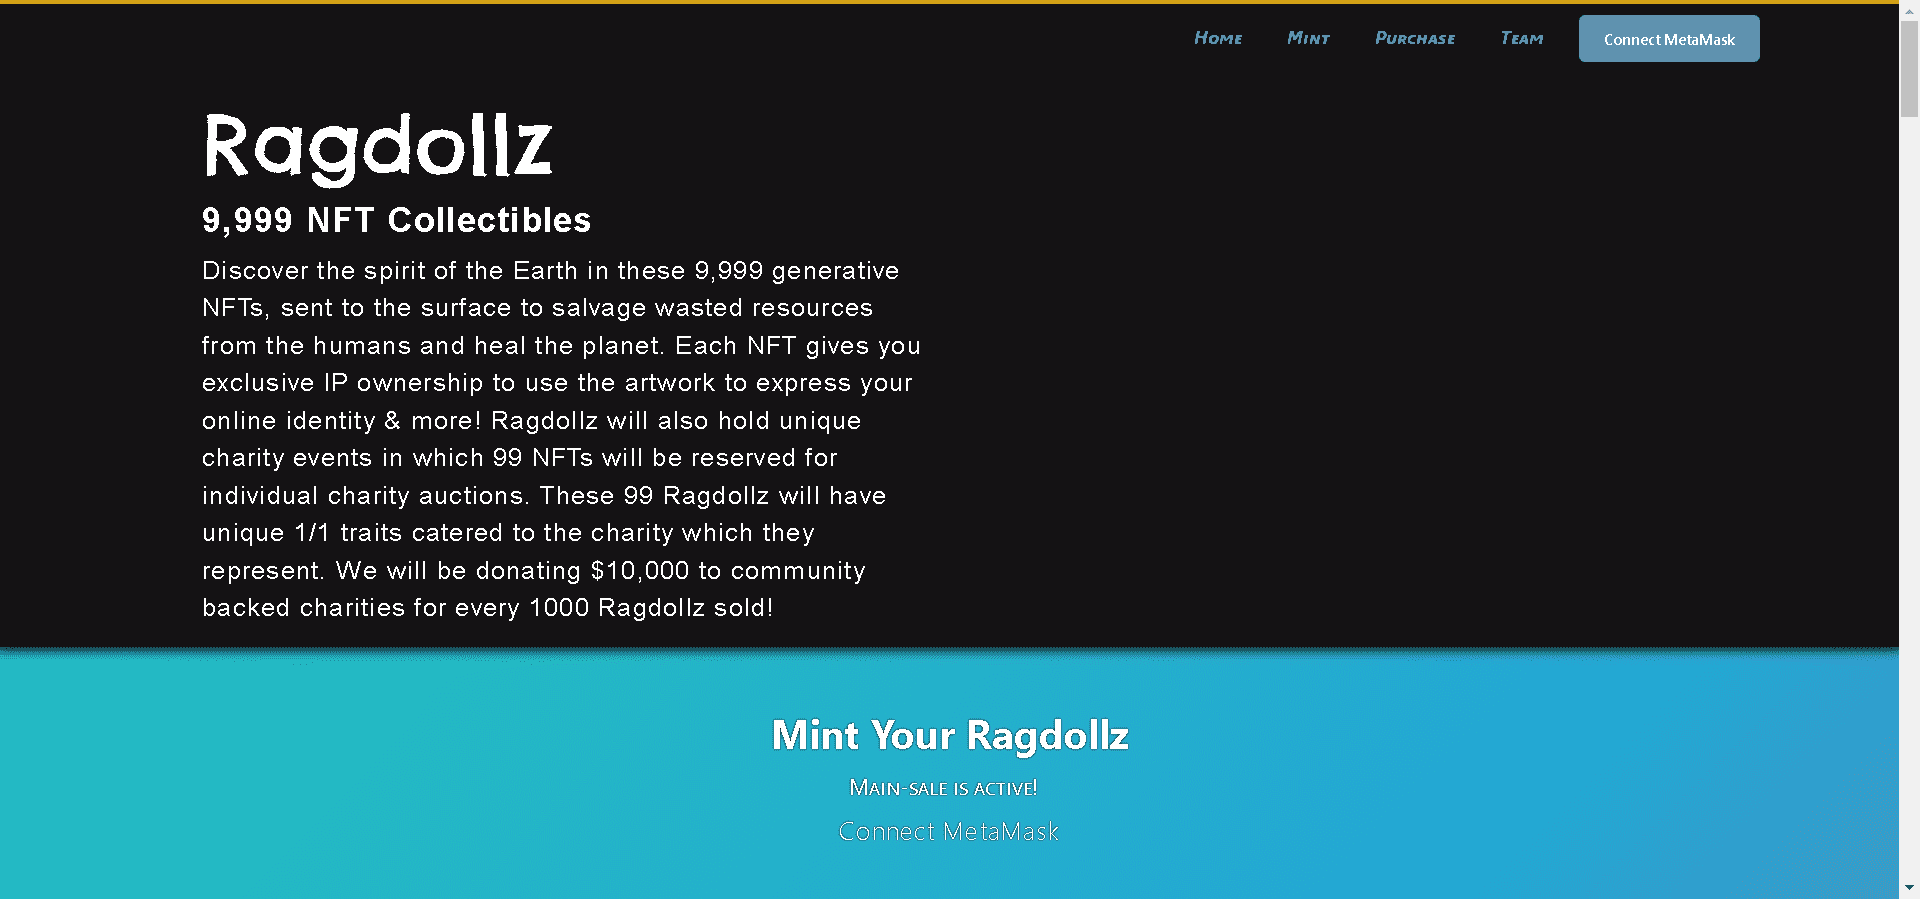 Home Mint Purchase Team Connect MetaMask
Ragdollz
9,999 NFT Collectibles
Discover the spirit of the Earth in these 9,999 generative
NFTs, sent to the surface to salvage wasted resources
from the humans and heal the planet. Each NFT gives you
exclusive IP ownership to use the artwork to express your
online identity & more! Ragdollz will also hold unique
charity events in which 99 NFTs will be reserved for
individual charity auctions. These 99 Ragdollz will have
unique 1/1 traits catered to the charity which they
represent. We will be donating $10,000 to community
backed charities for every 1000 Ragdollz sold!
Mint Your Ragdollz
Main-sale is active!
Connect MetaMask